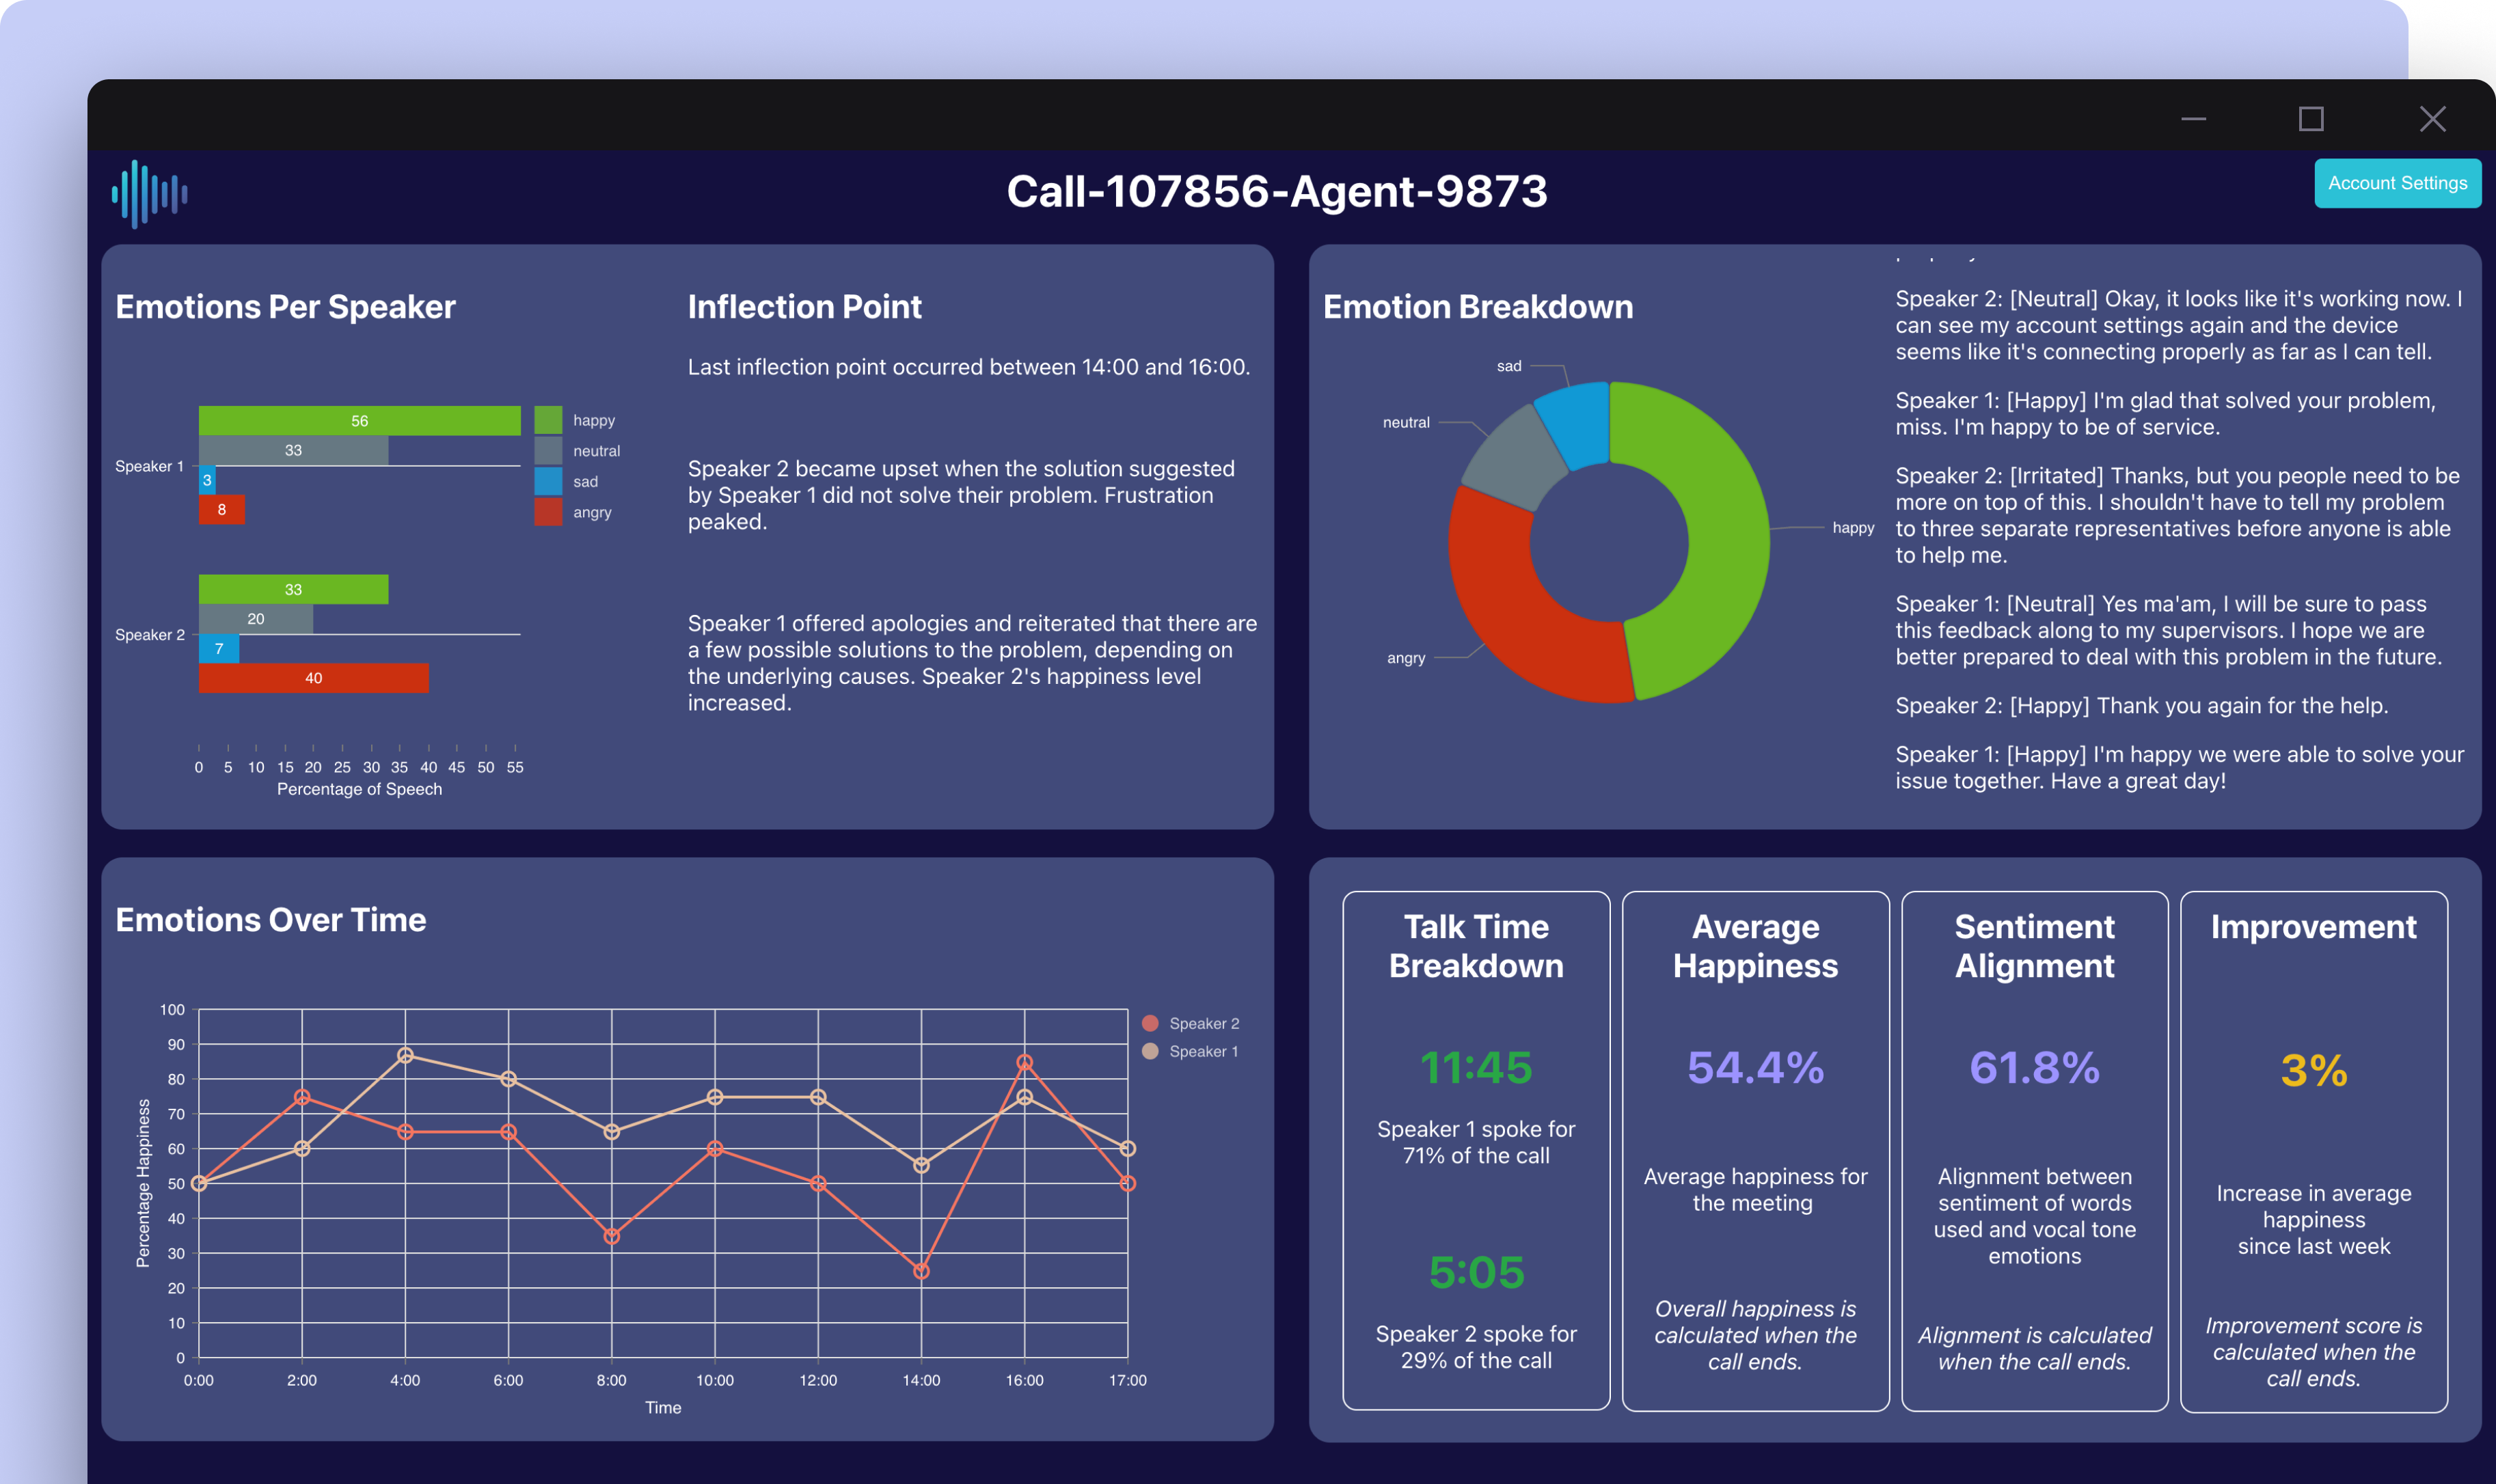 Call-107856-Agent-9873
Account Settings
Emotions Per Speaker
56
33
3
8
Speaker 1
33
20
7
40
Speaker 2
happy
neutral
sad
angry
0 5 10 15 20 25 30 35 40 45 50 55
Percentage of Speech
Inflection Point
Last inflection point occurred between 14:00 and 16:00.
Speaker 2 became upset when the solution suggested
by Speaker 1 did not solve their problem. Frustration
peaked.
Speaker 1 offered apologies and reiterated that there are
a few possible solutions to the problem, depending on
the underlying causes. Speaker 2's happiness level
increased.
Emotion Breakdown
sad
neutral
happy
angry
Speaker 2: [Neutral] Okay, it looks like it's working now. I
can see my account settings again and the device
seems like it's connecting properly as far as I can tell.
Speaker 1: [Happy] I'm glad that solved your problem,
miss. I'm happy to be of service.
Speaker 2: [Irritated] Thanks, but you people need to be
more on top of this. I shouldn't have to tell my problem
to three separate representatives before anyone is able
to help me.
Speaker 1: [Neutral] Yes ma'am, I will be sure to pass
this feedback along to my supervisors. I hope we are
better prepared to deal with this problem in the future.
Speaker 2: [Happy] Thank you again for the help.
Speaker 1: [Happy] I'm happy we were able to solve your
issue together. Have a great day!
Emotions Over Time
100
90
80
70
60
50
40
30
20
10
0
Percentage Happiness
0:00 2:00 4:00 6:00 8:00 10:00 12:00 14:00 16:00 17:00
Time
Speaker 2
Speaker 1
Talk Time
Breakdown
11:45
Speaker 1 spoke for
71% of the call
5:05
Speaker 2 spoke for
29% of the call
Average
Happiness
54.4%
Average happiness for
the meeting
Overall happiness is
calculated when the
call ends.
Sentiment
Alignment
61.8%
Alignment between
sentiment of words
used and vocal tone
emotions
Alignment is calculated
when the call ends.
Improvement
3%
Increase in average
happiness
since last week
Improvement score is
calculated when the
call ends.